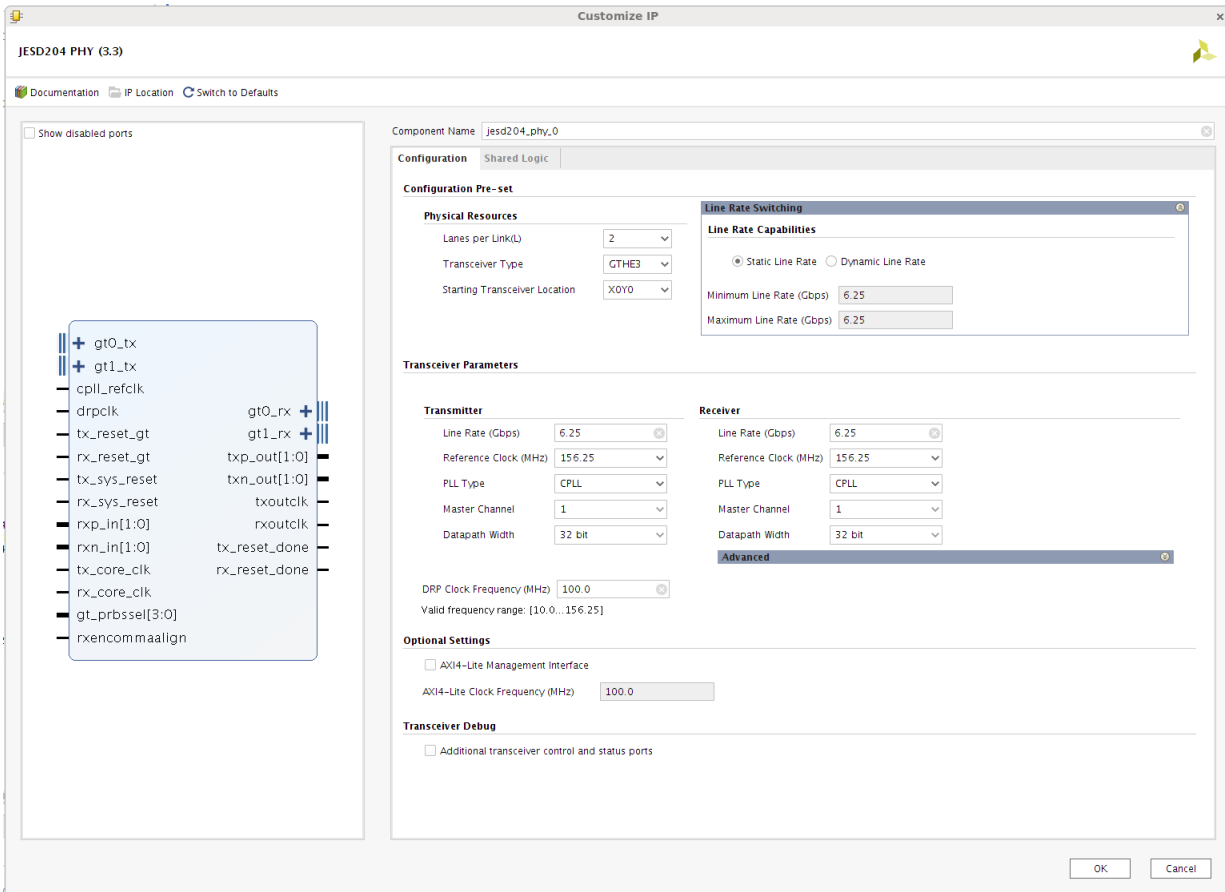 Customize IP
JESD204 PHY (3.3)
Documentation IP Location Switch to Defaults
Show disabled ports
gt0_tx
gt1_tx
cpll_refclk
drpclk gt0_rx
tx_reset_gt gt1_rx
rx_reset_gt txp_out[1:0]
tx_sys_reset txn_out[1:0]
rx_sys_reset txoutclk
rxp_in[1:0] rxoutclk
rxn_in[1:0] tx_reset_done
tx_core_clk rx_reset_done
rx_core_clk
gt_prbssel[3:0]
rxencommaalign
Component Name jesd204_phy_0
Configuration Shared Logic
Configuration Pre-set
Physical Resources
Lanes per Link(L) 2
Transceiver Type GTHE3
Starting Transceiver Location X0Y0
Line Rate Switching
Line Rate Capabilities
Static Line Rate Dynamic Line Rate
Minimum Line Rate (Gbps) 6.25
Maximum Line Rate (Gbps) 6.25
Transceiver Parameters
Transmitter
Line Rate (Gbps) 6.25
Reference Clock (MHz) 156.25
PLL Type CPLL
Master Channel 1
Datapath Width 32 bit
Receiver
Line Rate (Gbps) 6.25
Reference Clock (MHz) 156.25
PLL Type CPLL
Master Channel 1
Datapath Width 32 bit
Advanced
DRP Clock Frequency (MHz) 100.0
Valid frequency range: [10.0...156.25]
Optional Settings
AXI4-Lite Management Interface
AXI4-Lite Clock Frequency (MHz) 100.0
Transceiver Debug
Additional transceiver control and status ports
OK Cancel